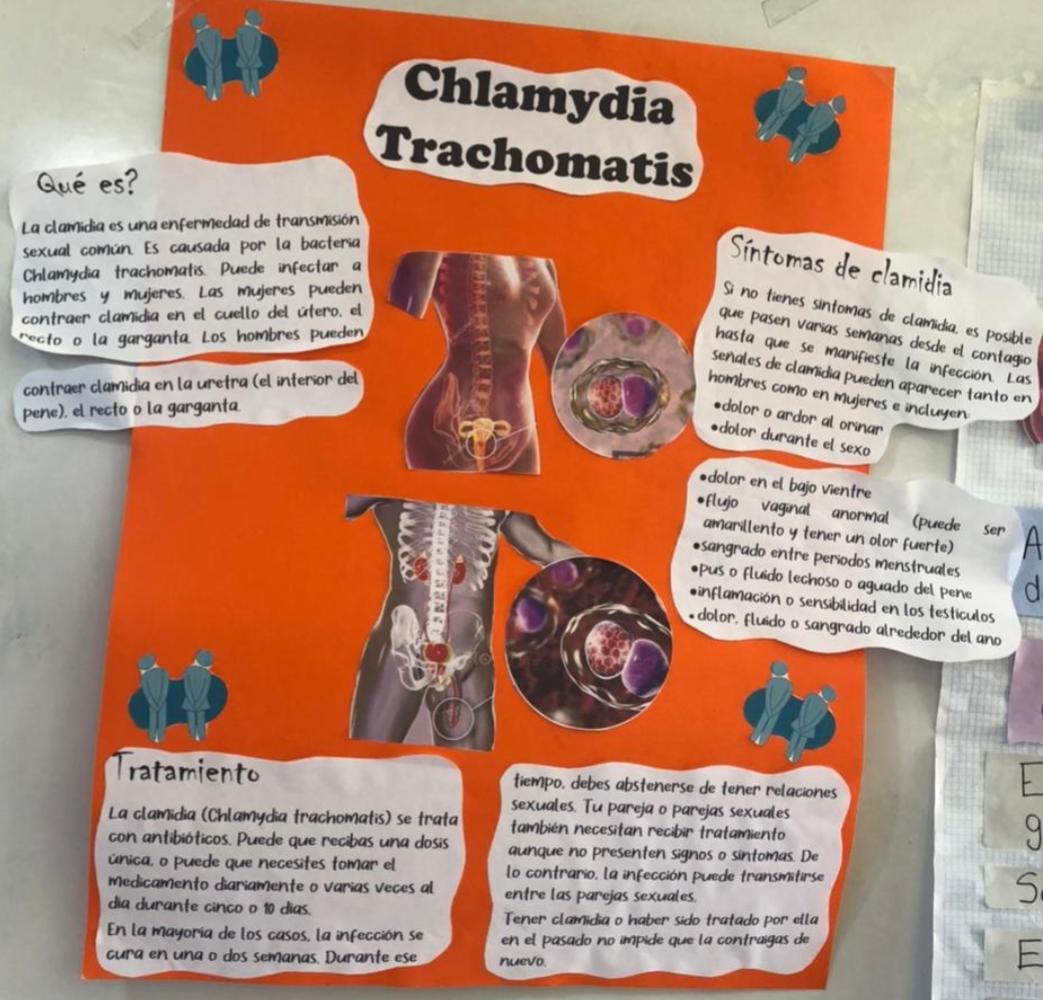 Chlamydia
Trachomatis
Qué es?
La clamidia es una enfermedad de transmisión
sexual común. Es causada por la bacteria
Chlamydia trachomatis. Puede infectar a
hombres y mujeres. Las mujeres pueden
contraer clamidia en el cuello del útero, el
recto o la garganta. Los hombres pueden
contraer clamidia en la uretra (el interior del
pene), el recto o la garganta.
Síntomas de clamidia
Si no tienes síntomas de clamidia, es posible
que pasen varias semanas desde el contagio
hasta que se manifieste la infección. Las
señales de clamidia pueden aparecer tanto en
hombres como en mujeres e incluyen:
•dolor o ardor al orinar
•dolor durante el sexo
•dolor en el bajo vientre
•flujo vaginal anormal (puede ser
amarillento y tener un olor fuerte)
•sangrado entre periodos menstruales
•pus o fluido lechoso o aguado del pene
•inflamación o sensibilidad en los testículos
•dolor, fluido o sangrado alrededor del ano
Tratamiento
La clamidia (Chlamydia trachomatis) se trata
con antibióticos. Puede que recibas una dosis
única, o puede que necesites tomar el
medicamento diariamente o varias veces al
día durante cinco o 10 días.
En la mayoría de los casos, la infección se
cura en una o dos semanas. Durante ese
tiempo, debes abstenerse de tener relaciones
sexuales. Tu pareja o parejas sexuales
también necesitan recibir tratamiento
aunque no presenten signos o síntomas. De
lo contrario, la infección puede transmitirse
entre las parejas sexuales.
Tener clamidia o haber sido tratado por ella
en el pasado no impide que la contraigas de
nuevo.